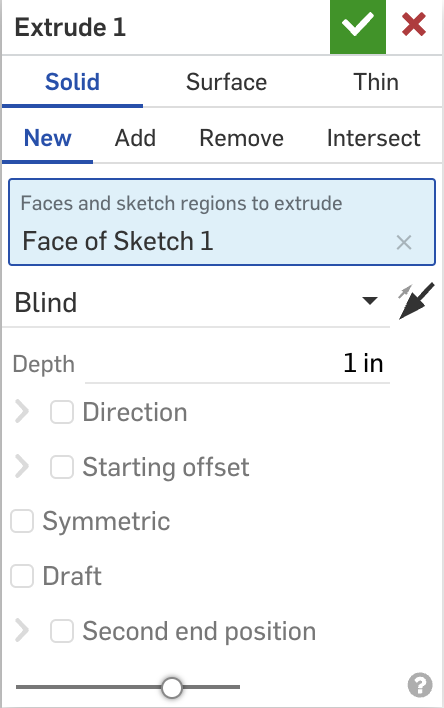 Extrude 1
Solid Surface Thin
New Add Remove Intersect
Faces and sketch regions to extrude
Face of Sketch 1
Blind
Depth 1 in
Direction
Starting offset
Symmetric
Draft
Second end position
?